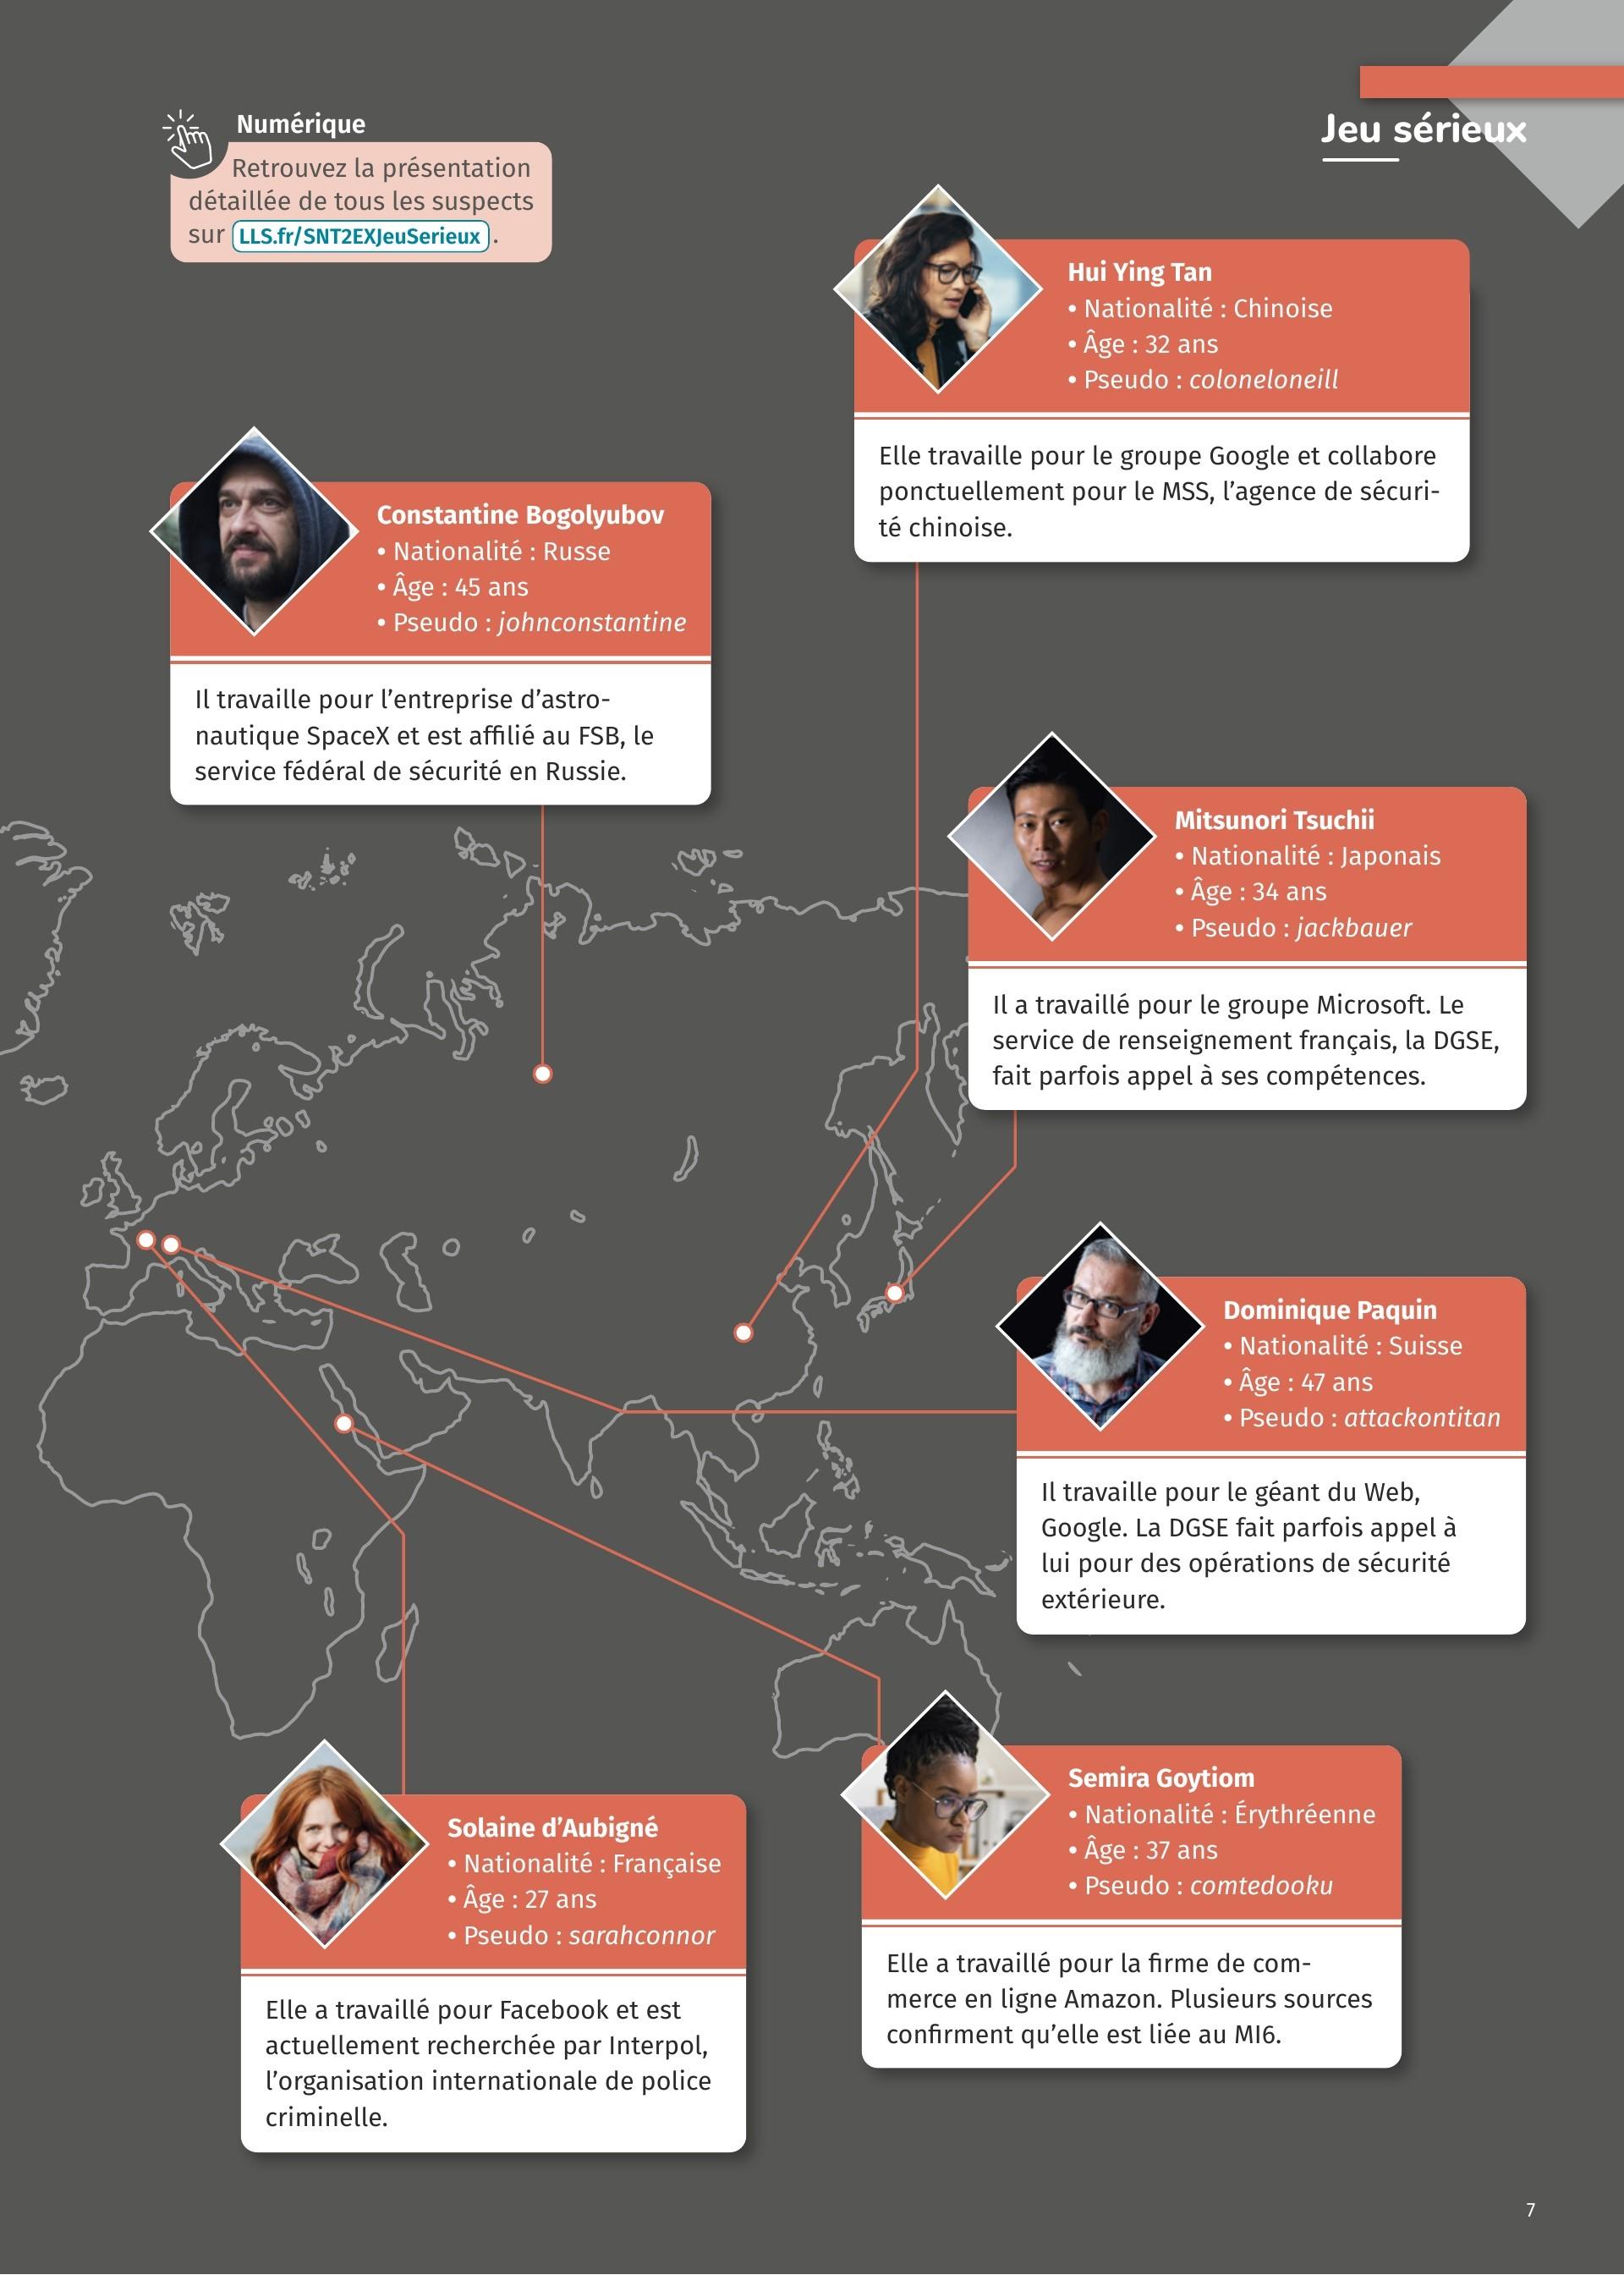 Jeu sérieux
Numérique
Retrouvez la présentation
détaillée de tous les suspects
sur LLS.fr/SNT2EXJeuSerieux .
Hui Ying Tan
• Nationalité : Chinoise
• Âge : 32 ans
• Pseudo : coloneloneill
Elle travaille pour le groupe Google et collabore
ponctuellement pour le MSS, l’agence de sécuri-
té chinoise.
Constantine Bogolyubov
• Nationalité : Russe
• Âge : 45 ans
• Pseudo : johnconstantine
Il travaille pour l’entreprise d’astro-
nautique SpaceX et est affilié au FSB, le
service fédéral de sécurité en Russie.
Mitsunori Tsuchii
• Nationalité : Japonais
• Âge : 34 ans
• Pseudo : jackbauer
Il a travaillé pour le groupe Microsoft. Le
service de renseignement français, la DGSE,
fait parfois appel à ses compétences.
Dominique Paquin
• Nationalité : Suisse
• Âge : 47 ans
• Pseudo : attackontitan
Il travaille pour le géant du Web,
Google. La DGSE fait parfois appel à
lui pour des opérations de sécurité
extérieure.
Semira Goytiom
• Nationalité : Érythréenne
• Âge : 37 ans
• Pseudo : comtedooku
Elle a travaillé pour la firme de com-
merce en ligne Amazon. Plusieurs sources
confirment qu’elle est liée au MI6.
Solaine d’Aubigné
• Nationalité : Française
• Âge : 27 ans
• Pseudo : sarahconnor
Elle a travaillé pour Facebook et est
actuellement recherchée par Interpol,
l’organisation internationale de police
criminelle.
7